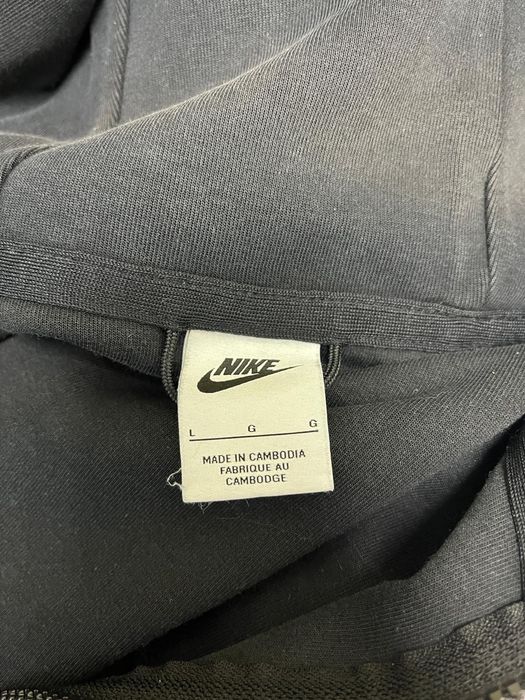 NIKE
L G G
MADE IN CAMBODIA
FABRIQUE AU
CAMBODGE